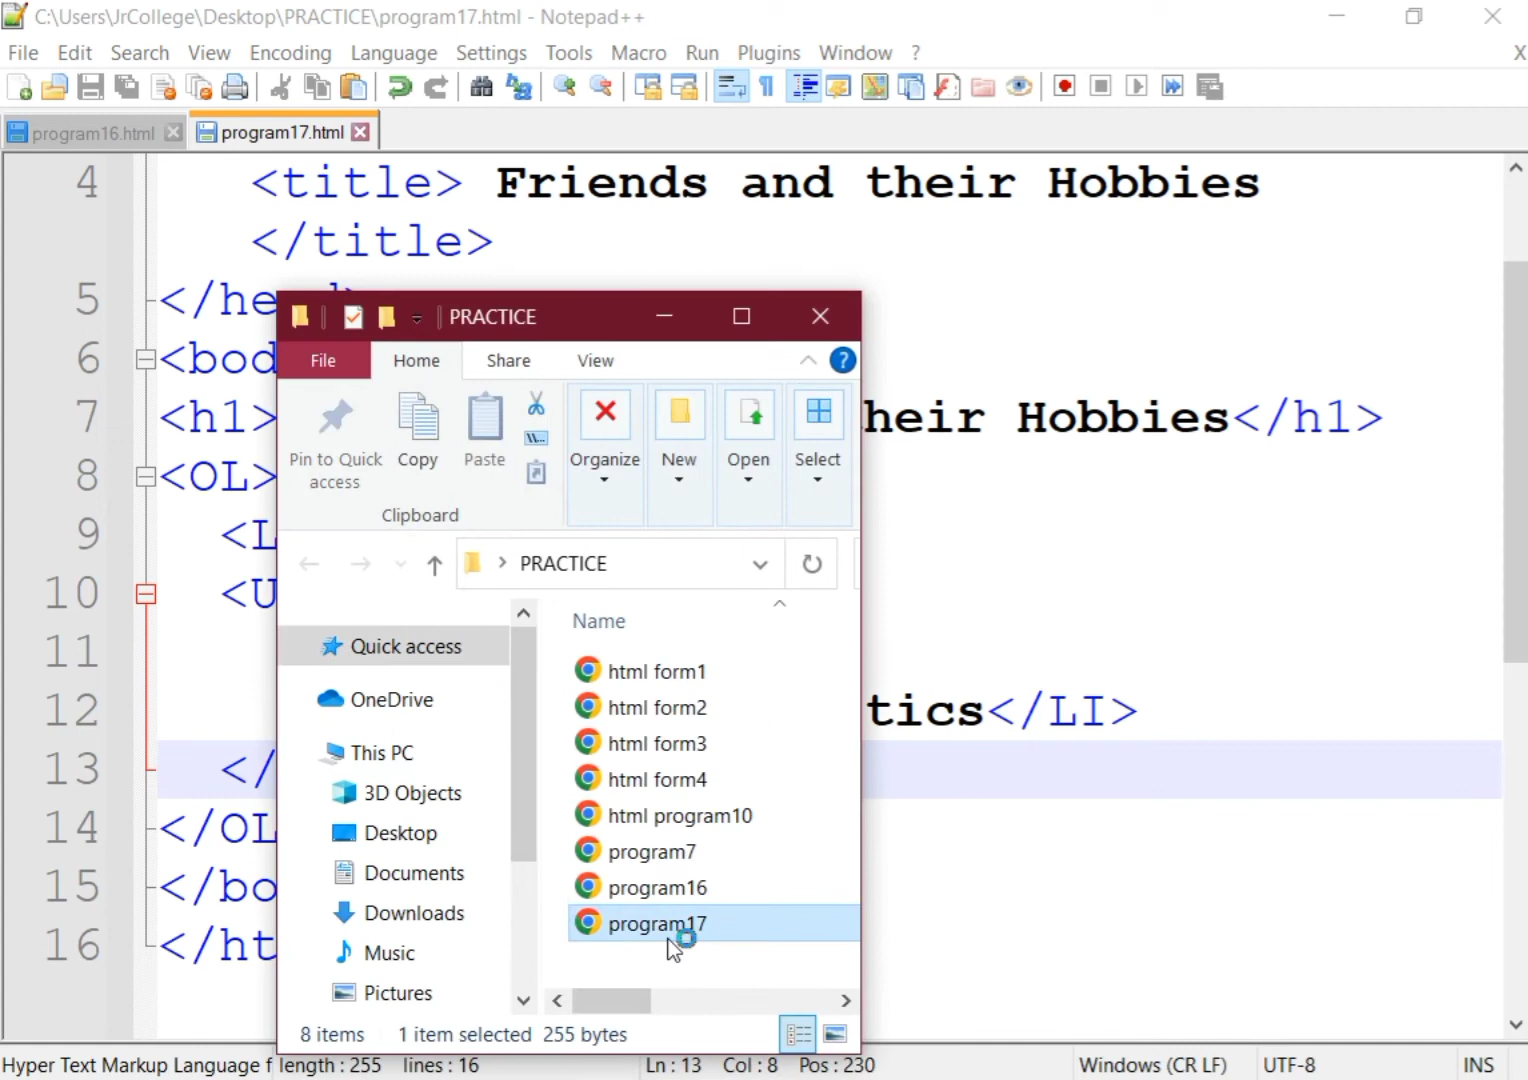 C:\Users\JrCollege\Desktop\PRACTICE\program17.html - Notepad++
File Edit Search View Encoding Language Settings Tools Macro Run Plugins Window ? X
program16.html program17.html
4 <title> Friends and their Hobbies
</title>
5 </he
6 <bod
7 <h1> heir Hobbies</h1>
8 <OL>
9 <L
10 <U
11
12 tics</LI>
13 </
14 </OL
15 </bo
16 </ht
PRACTICE
File Home Share View ?
Pin to Quick access
Copy
Paste
Organize
New
Open
Select
Clipboard
PRACTICE
Quick access
OneDrive
This PC
3D Objects
Desktop
Documents
Downloads
Music
Pictures
Name
html form1
html form2
html form3
html form4
html program10
program7
program16
program17
8 items 1 item selected 255 bytes
Hyper Text Markup Language f length : 255 lines : 16 Ln : 13 Col : 8 Pos : 230 Windows (CR LF) UTF-8 INS